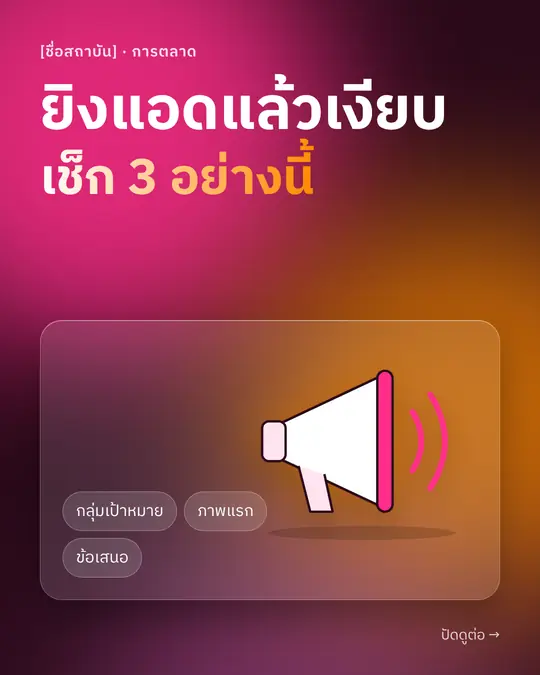 [ชื่อสถาบัน] · การตลาด
ยิงแอดแล้วเงียบ
เช็ก 3 อย่างนี้
กลุ่มเป้าหมาย
ภาพแรก
ข้อเสนอ
ปัดดูต่อ →